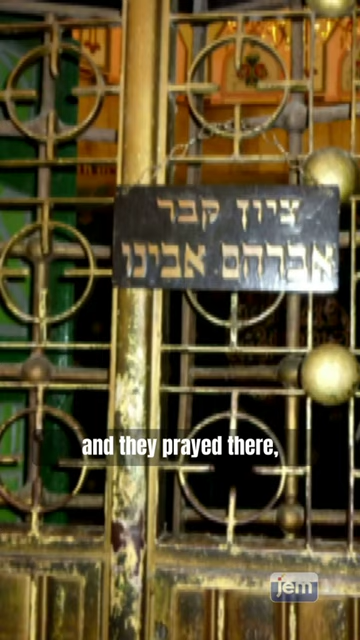 ציון קבר
אברהם אבינו
and they prayed there,
jem